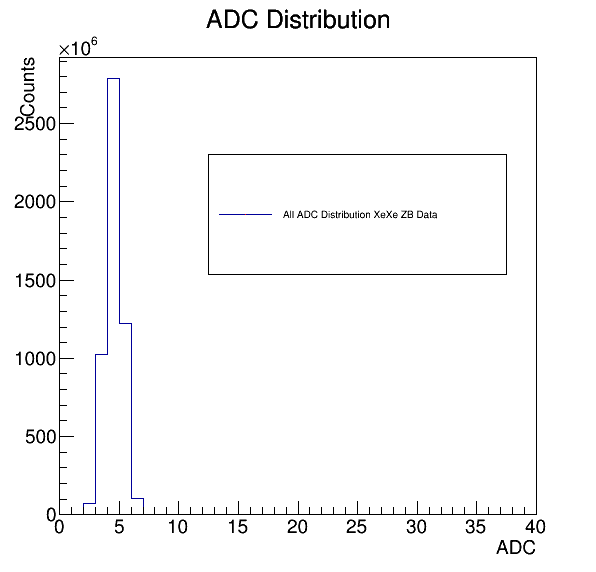 ADC Distribution
×10⁶
Counts
2500
2000
1500
1000
500
0
All ADC Distribution XeXe ZB Data
0 5 10 15 20 25 30 35 40
ADC